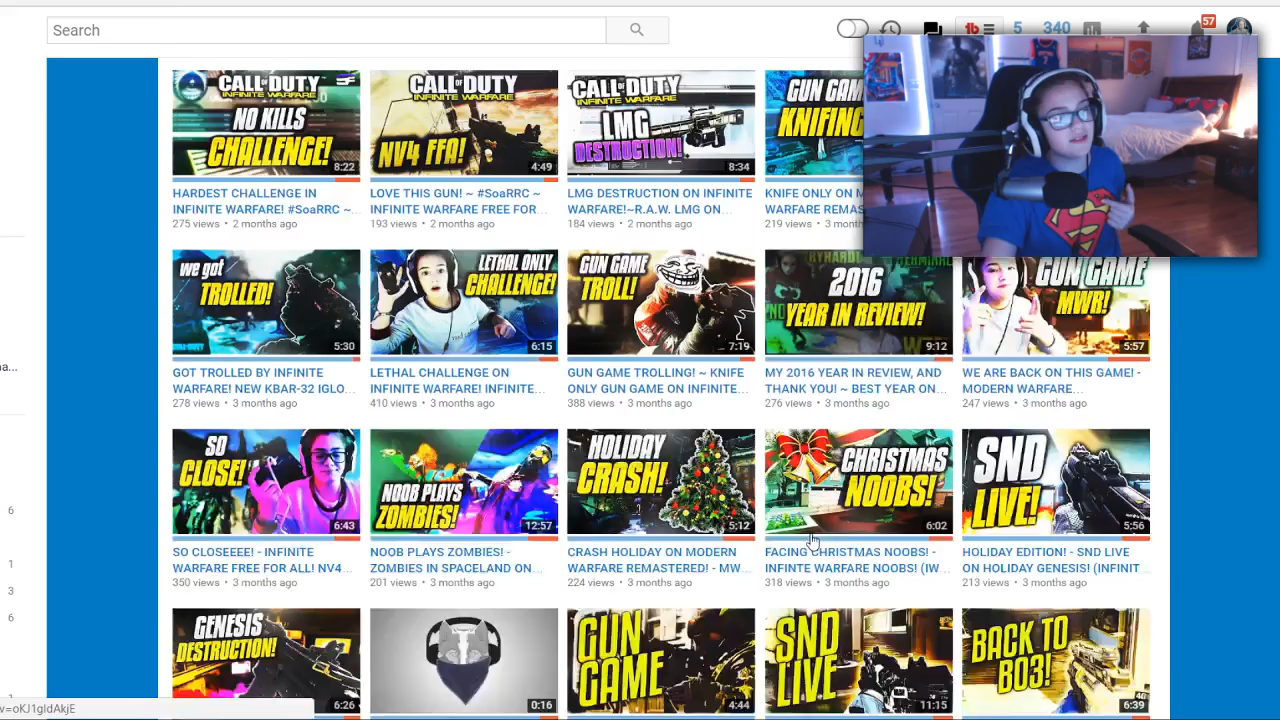 Search
5
340
57
CALL OF DUTY
INFINITE WARFARE
NO KILLS
CHALLENGE!
8:22
CALL OF DUTY
INFINITE WARFARE
NV4 FFA!
4:49
CALL OF DUTY
INFINITE WARFARE
LMG
DESTRUCTION!
8:34
GUN GAM
KNIFING
HARDEST CHALLENGE IN
INFINITE WARFARE! #SoaRRC ~...
275 views • 2 months ago
LOVE THIS GUN! ~ #SoaRRC ~
INFINITE WARFARE FREE FOR...
193 views • 2 months ago
LMG DESTRUCTION ON INFINITE
WARFARE!~R.A.W. LMG ON...
184 views • 2 months ago
KNIFE ONLY ON M
WARFARE REMAS
219 views • 3 mo
we got
TROLLED!
5:30
LETHAL ONLY
CHALLENGE!
6:15
GUN GAME
TROLL!
7:19
2016
YEAR IN REVIEW!
9:12
GUN GAME
MWR!
5:57
GOT TROLLED BY INFINITE
WARFARE! NEW KBAR-32 IGLO...
278 views • 3 months ago
LETHAL CHALLENGE ON
INFINITE WARFARE! INFINITE...
410 views • 3 months ago
GUN GAME TROLLING! ~ KNIFE
ONLY GUN GAME ON INFINITE...
388 views • 3 months ago
MY 2016 YEAR IN REVIEW, AND
THANK YOU! ~ BEST YEAR ON...
276 views • 3 months ago
WE ARE BACK ON THIS GAME! -
MODERN WARFARE...
247 views • 3 months ago
a...
SO
CLOSE!
6:43
NOOB PLAYS
ZOMBIES!
12:57
HOLIDAY
CRASH!
5:12
CHRISTMAS
NOOBS!
6:02
SND
LIVE!
5:56
6
SO CLOSEEEE! - INFINITE
WARFARE FREE FOR ALL! NV4...
350 views • 3 months ago
NOOB PLAYS ZOMBIES! -
ZOMBIES IN SPACELAND ON...
201 views • 3 months ago
CRASH HOLIDAY ON MODERN
WARFARE REMASTERED! - MW...
224 views • 3 months ago
FACING CHRISTMAS NOOBS! -
INFINTE WARFARE NOOBS! (IW...
318 views • 3 months ago
HOLIDAY EDITION! - SND LIVE
ON HOLIDAY GENESIS! (INFINIT...
213 views • 3 months ago
1
3
6
GENESIS
DESTRUCTION!
6:26
0:16
GUN
GAME
4:44
SND
LIVE
11:15
BACK TO
BO3!
6:39
1
v=oKJ1gIdAkjE